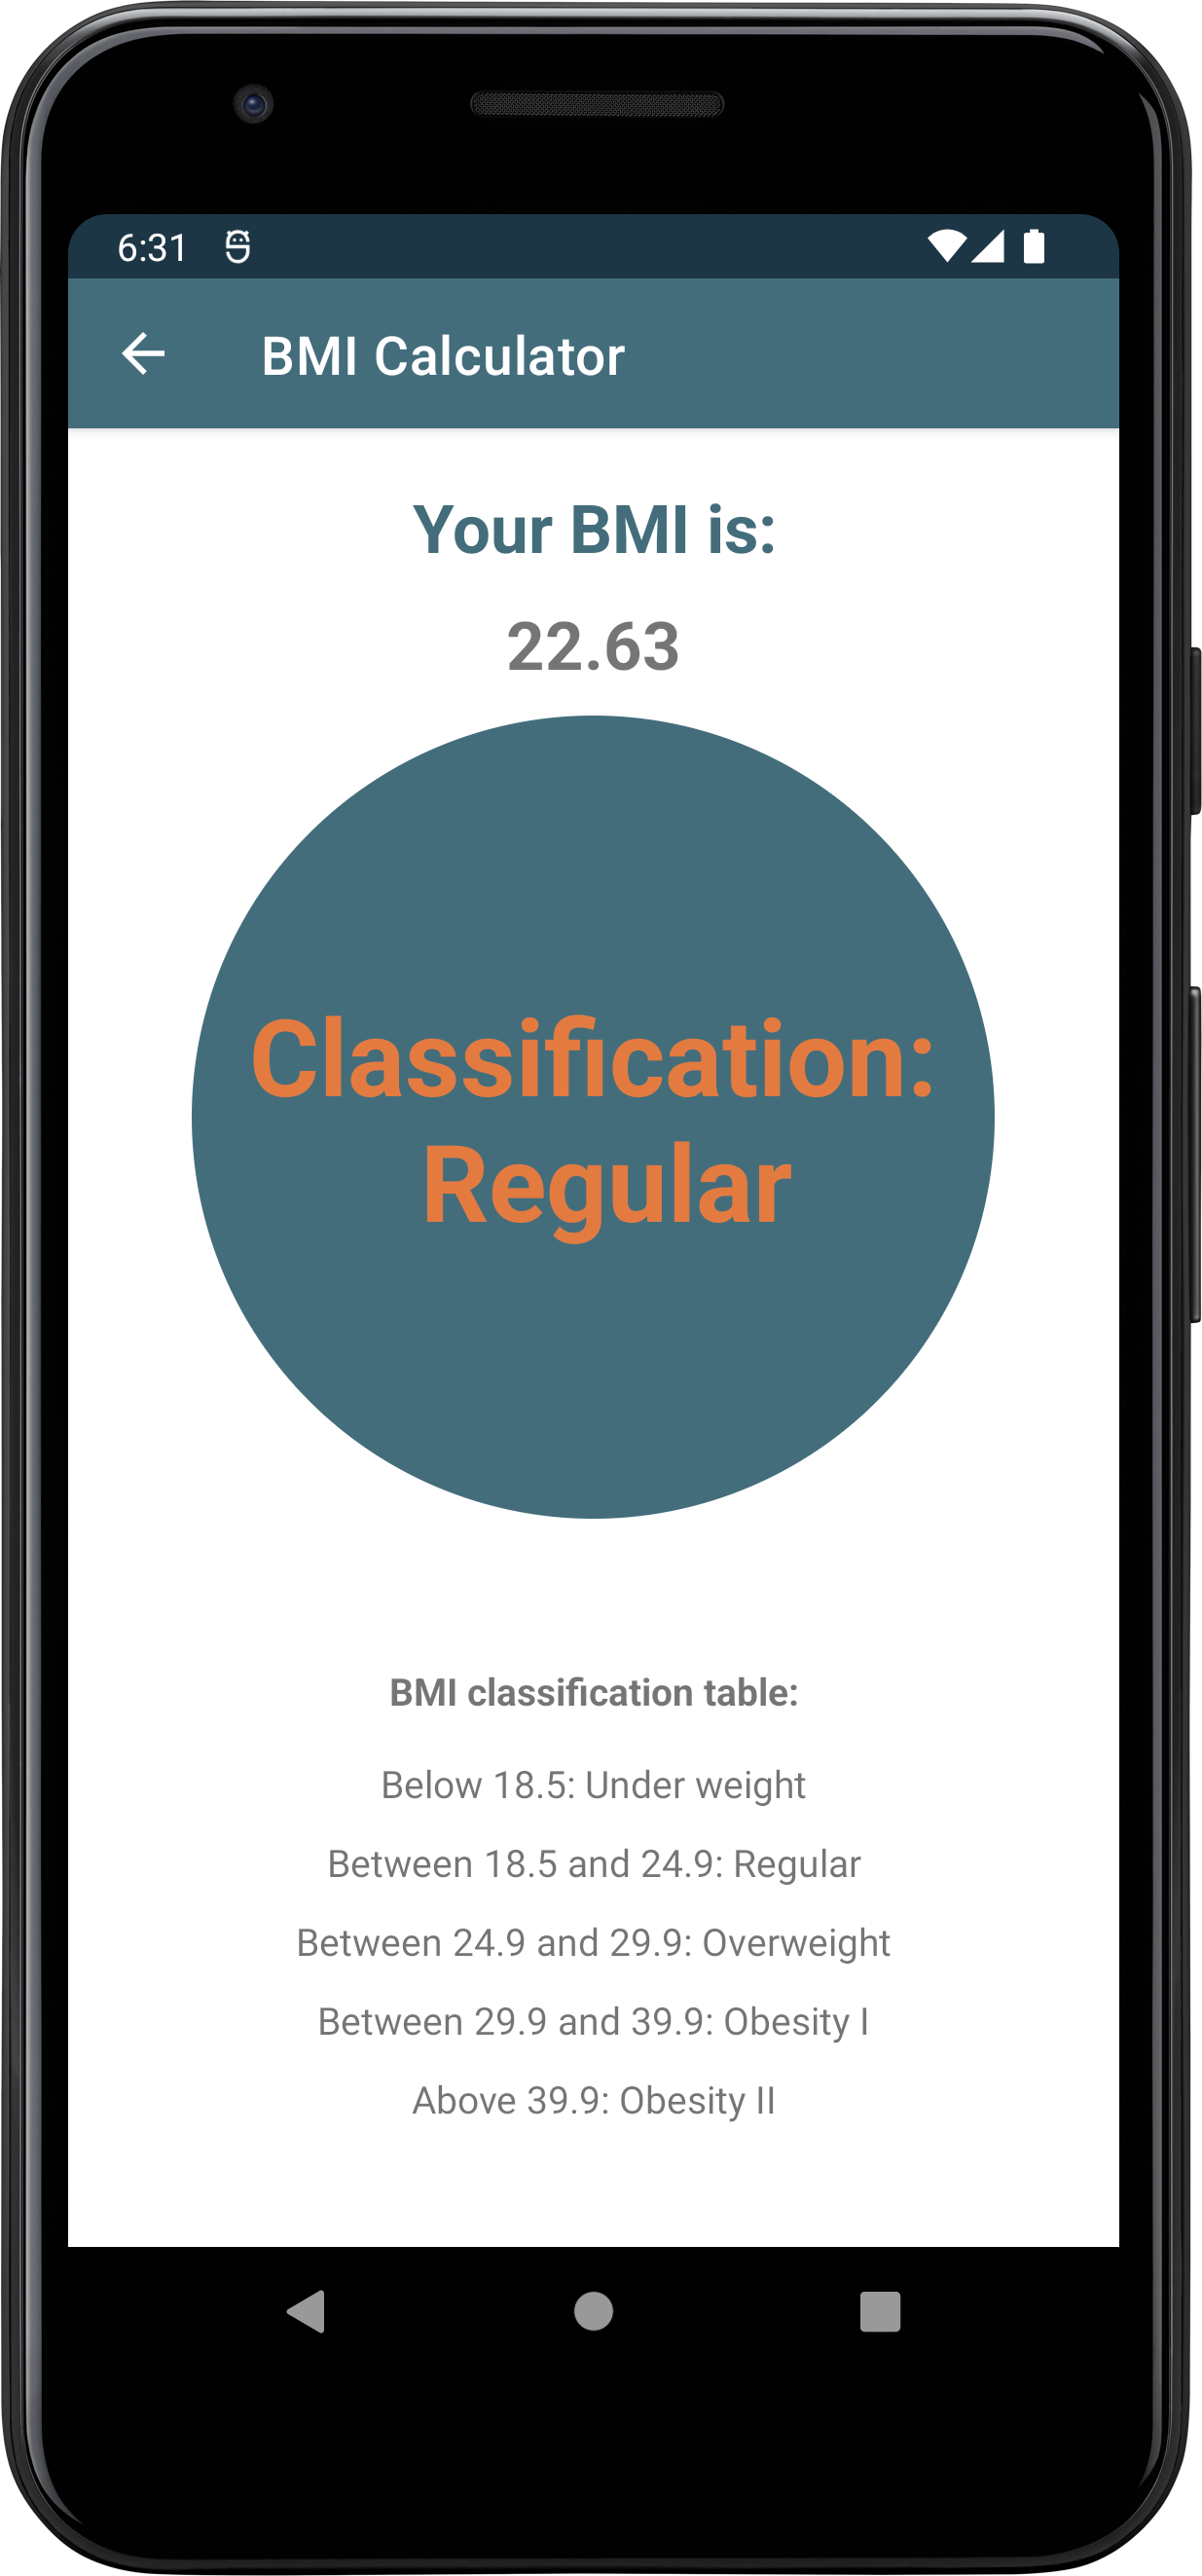 6:31
BMI Calculator
Your BMI is:
22.63
Classification:
Regular
BMI classification table:
Below 18.5: Under weight
Between 18.5 and 24.9: Regular
Between 24.9 and 29.9: Overweight
Between 29.9 and 39.9: Obesity I
Above 39.9: Obesity II